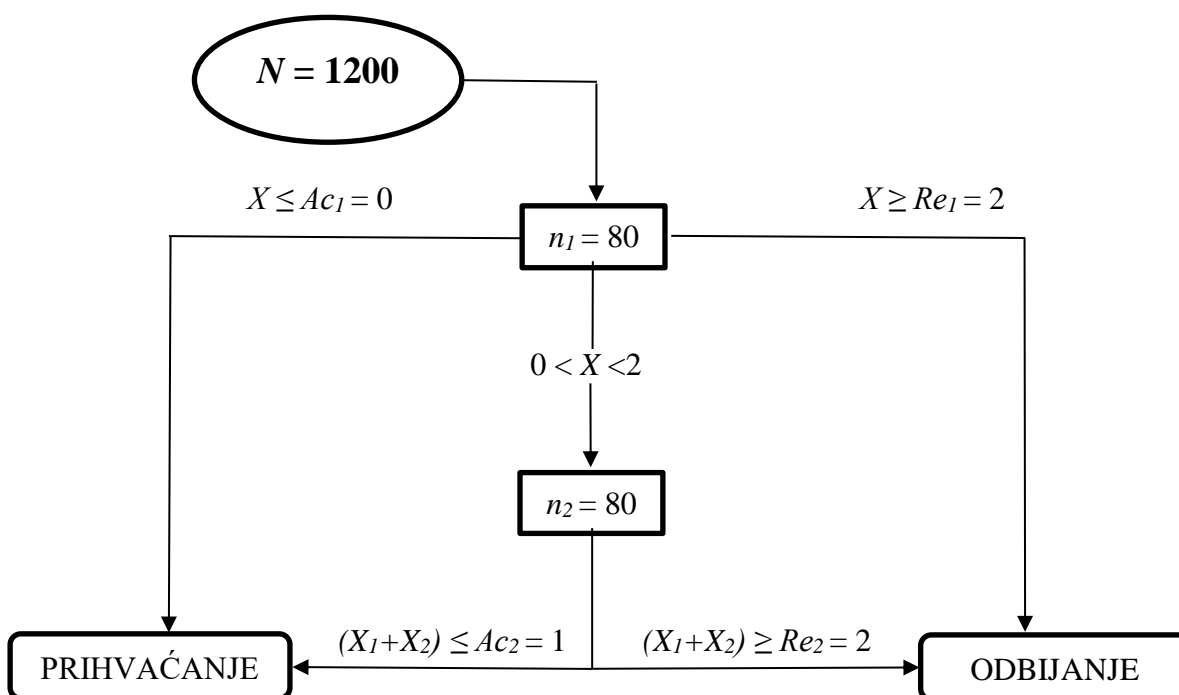 N = 1200
X ≤ Ac₁ = 0
X ≥ Re₁ = 2
n₁ = 80
0 < X <2
n₂ = 80
(X₁+X₂) ≤ Ac₂ = 1
(X₁+X₂) ≥ Re₂ = 2
PRIHVAĆANJE
ODBIJANJE